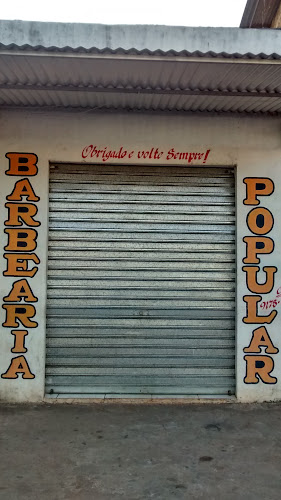 Obrigado e volte Sempre!
BARBEARIA
POPULAR